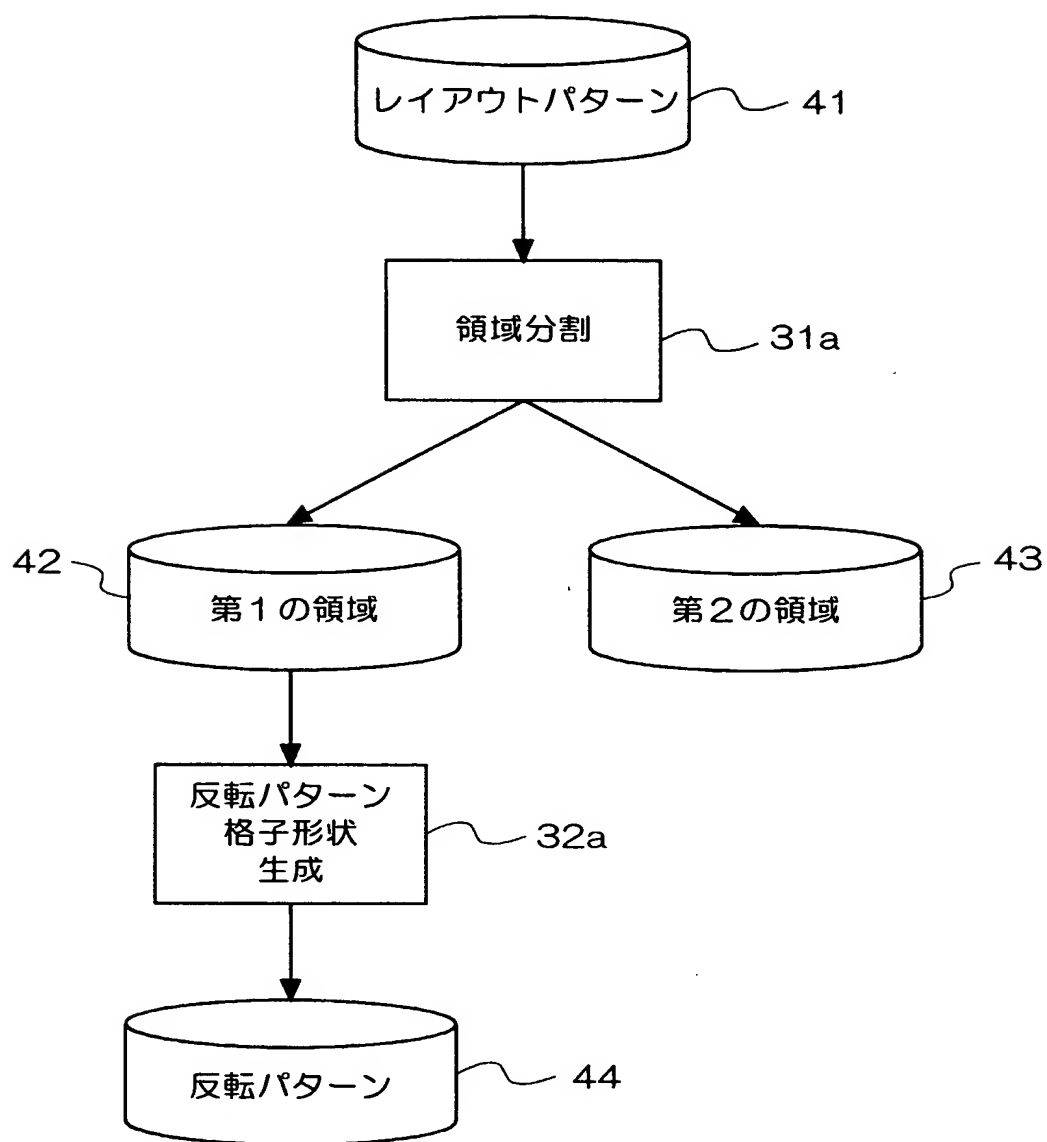 レイアウトパターン
41
領域分割
31a
42
第1の領域
第2の領域
43
反転パターン
格子形状
生成
32a
反転パターン
44